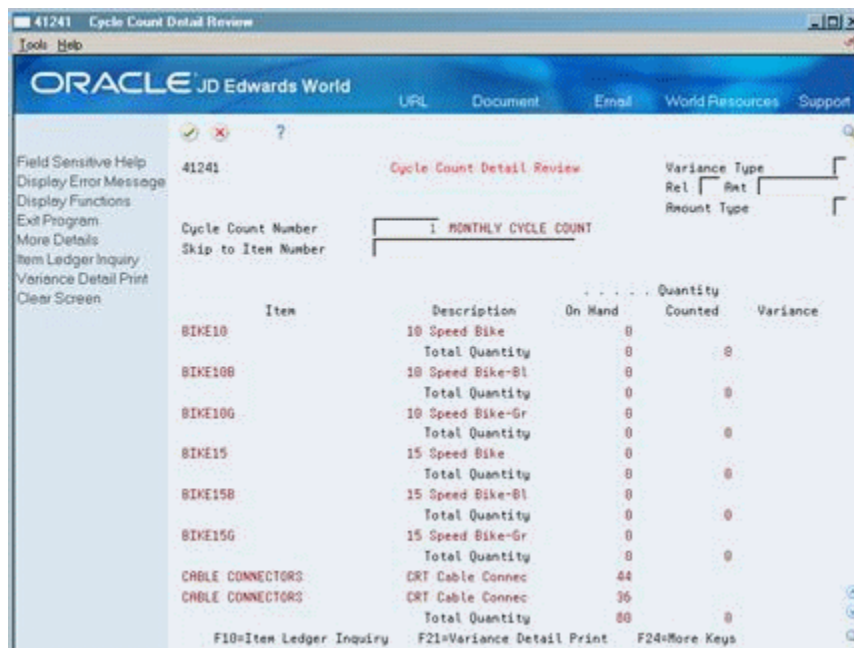 41241 Cycle Count Detail Review
Tools Help
ORACLE JD Edwards World
URL Document Email World Resources Support
?
Field Sensitive Help
Display Error Message
Display Functions
Exit Program
More Details
Item Ledger Inquiry
Variance Detail Print
Clear Screen
41241 Cycle Count Detail Review Variance Type
Rel Amt
Amount Type
Cycle Count Number 1 MONTHLY CYCLE COUNT
Skip to Item Number
. . . . . Quantity
Item Description On Hand Counted Variance
BIKE10 10 Speed Bike 0
Total Quantity 0 0
BIKE10B 10 Speed Bike-Bl 0
Total Quantity 0 0
BIKE10G 10 Speed Bike-Gr 0
Total Quantity 0 0
BIKE15 15 Speed Bike 0
Total Quantity 0 0
BIKE15B 15 Speed Bike-Bl 0
Total Quantity 0 0
BIKE15G 15 Speed Bike-Gr 0
Total Quantity 0 0
CABLE CONNECTORS CRT Cable Connec 44
CABLE CONNECTORS CRT Cable Connec 36
Total Quantity 80 0
F10=Item Ledger Inquiry F21=Variance Detail Print F24=More Keys